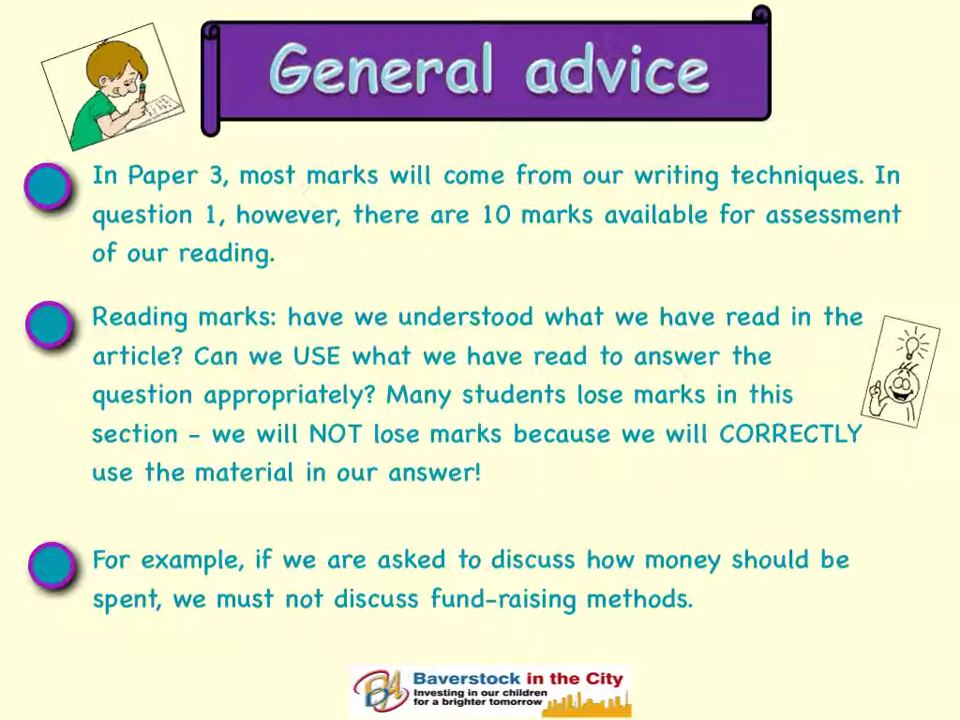 General advice
In Paper 3, most marks will come from our writing techniques. In
question 1, however, there are 10 marks available for assessment
of our reading.
Reading marks: have we understood what we have read in the
article? Can we USE what we have read to answer the
question appropriately? Many students lose marks in this
section - we will NOT lose marks because we will CORRECTLY
use the material in our answer!
For example, if we are asked to discuss how money should be
spent, we must not discuss fund-raising methods.
Baverstock in the City
Investing in our children
for a brighter tomorrow